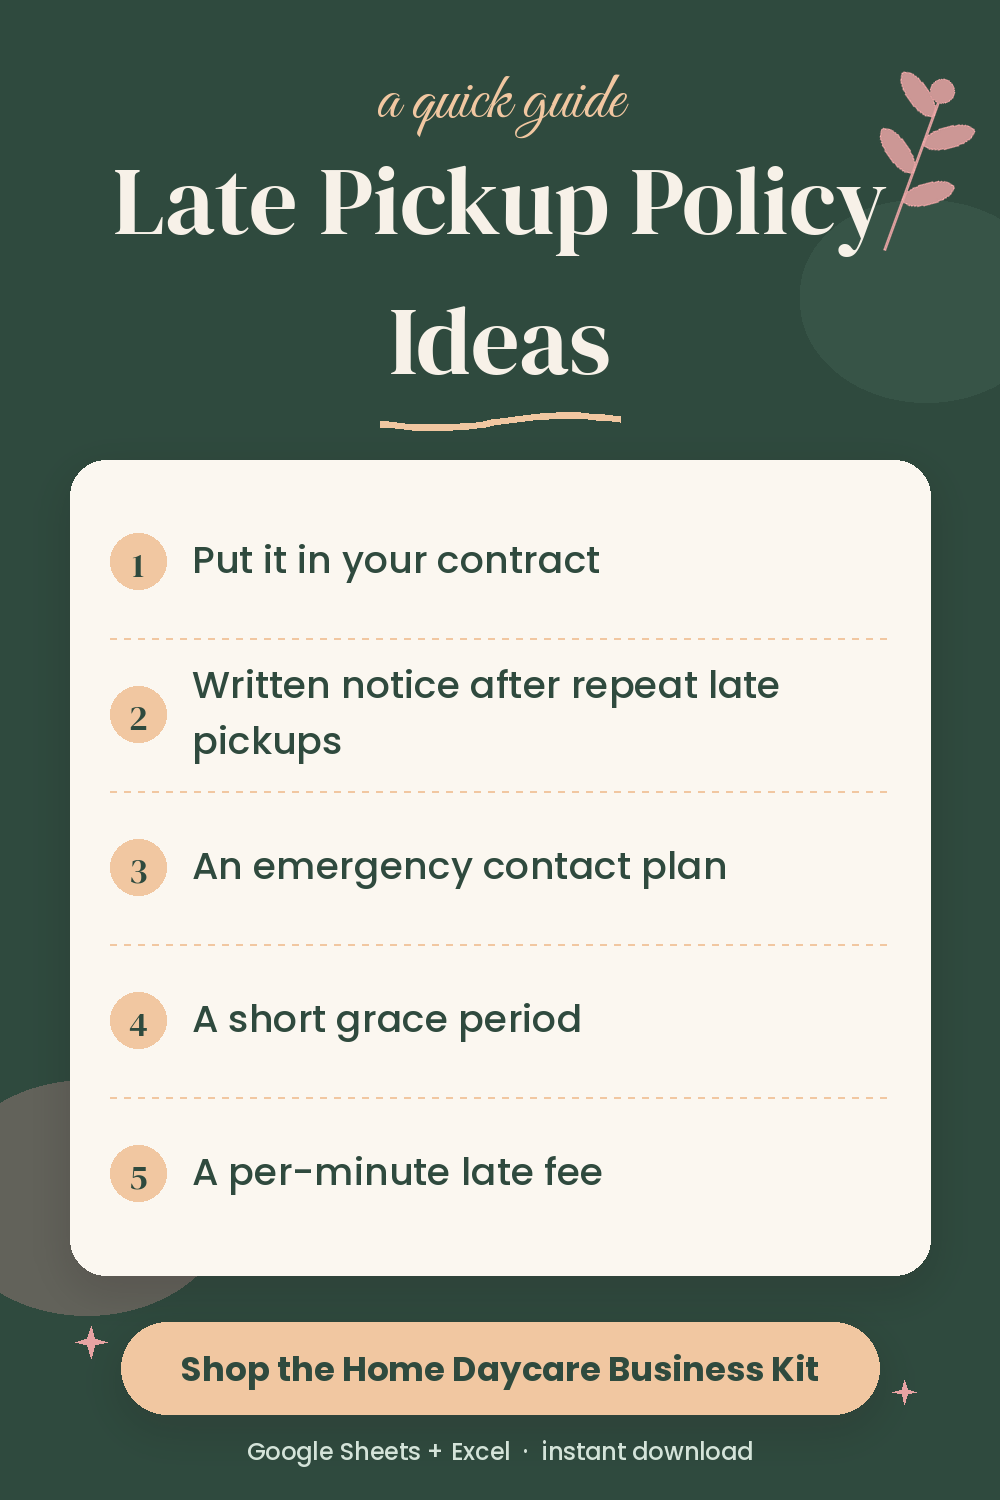 a quick guide
Late Pickup Policy
Ideas
1 Put it in your contract
2 Written notice after repeat late
pickups
3 An emergency contact plan
4 A short grace period
5 A per-minute late fee
Shop the Home Daycare Business Kit
Google Sheets + Excel · instant download